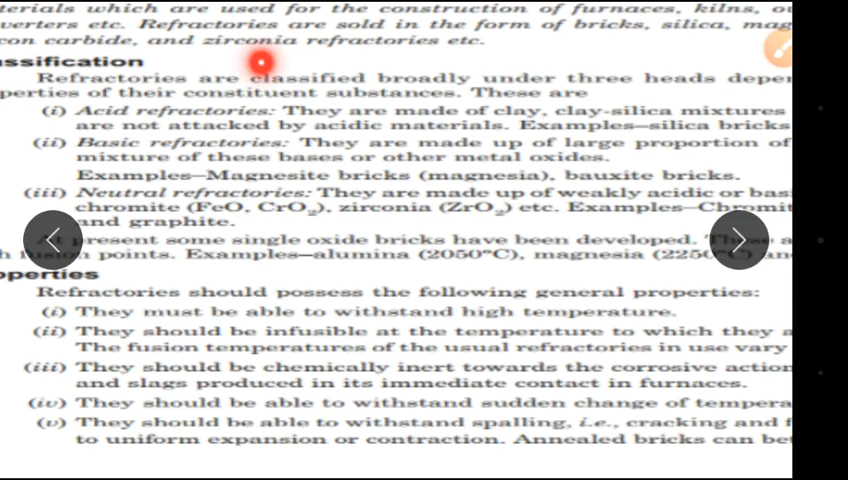 terials which are used for the construction of furnaces, kilns, ou
verters etc. Refractories are sold in the form of bricks, silica, mag
con carbide, and zirconia refractories etc.
assification
Refractories are classified broadly under three heads deper
perties of their constituent substances. These are
(i) Acid refractories: They are made of clay, clay-silica mixtures
are not attacked by acidic materials. Examples—silica bricks
(ii) Basic refractories: They are made up of large proportion of
mixture of these bases or other metal oxides.
Examples—Magnesite bricks (magnesia), bauxite bricks.
(iii) Neutral refractories: They are made up of weakly acidic or bas
chromite (FeO, CrO2), zirconia (ZrO2) etc. Examples—Chromit
and graphite.
At present some single oxide bricks have been developed. These a
h fusion points. Examples—alumina (2050°C), magnesia (2250°C) and
operties
Refractories should possess the following general properties:
(i) They must be able to withstand high temperature.
(ii) They should be infusible at the temperature to which they a
The fusion temperatures of the usual refractories in use vary
(iii) They should be chemically inert towards the corrosive action
and slags produced in its immediate contact in furnaces.
(iv) They should be able to withstand sudden change of tempera
(v) They should be able to withstand spalling, i.e., cracking and f
to uniform expansion or contraction. Annealed bricks can bet